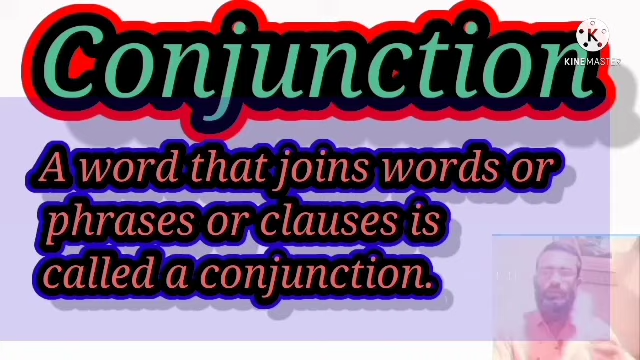 Conjunction
K
KINEMASTER
A word that joins words or
phrases or clauses is
called a conjunction.